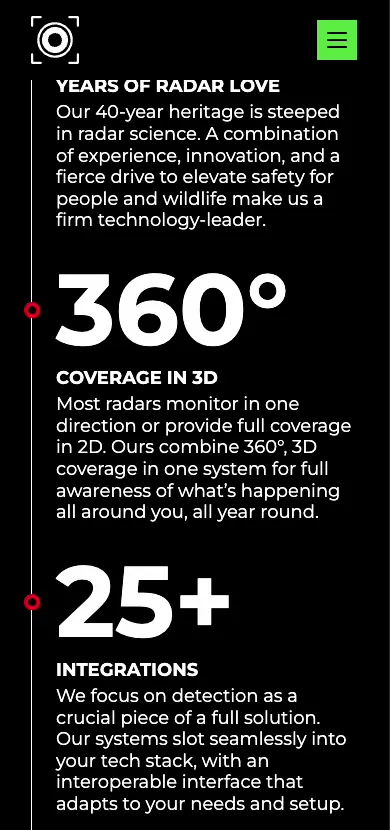 YEARS OF RADAR LOVE
Our 40-year heritage is steeped
in radar science. A combination
of experience, innovation, and a
fierce drive to elevate safety for
people and wildlife make us a
firm technology-leader.
360°
COVERAGE IN 3D
Most radars monitor in one
direction or provide full coverage
in 2D. Ours combine 360°, 3D
coverage in one system for full
awareness of what’s happening
all around you, all year round.
25+
INTEGRATIONS
We focus on detection as a
crucial piece of a full solution.
Our systems slot seamlessly into
your tech stack, with an
interoperable interface that
adapts to your needs and setup.